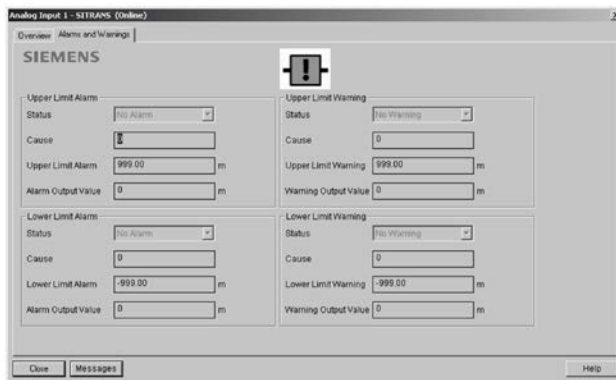 Analog Input 1 - SITRANS (Online)
Overview Alarms and Warnings
SIEMENS
!
Upper Limit Alarm
Status No Alarm
Cause 0
Upper Limit Alarm 999.00 m
Alarm Output Value 0 m
Upper Limit Warning
Status No Warning
Cause 0
Upper Limit Warning 999.00 m
Warning Output Value 0 m
Lower Limit Alarm
Status No Alarm
Cause 0
Lower Limit Alarm -999.00 m
Alarm Output Value 0 m
Lower Limit Warning
Status No Warning
Cause 0
Lower Limit Warning -999.00 m
Warning Output Value 0 m
Close Messages Help